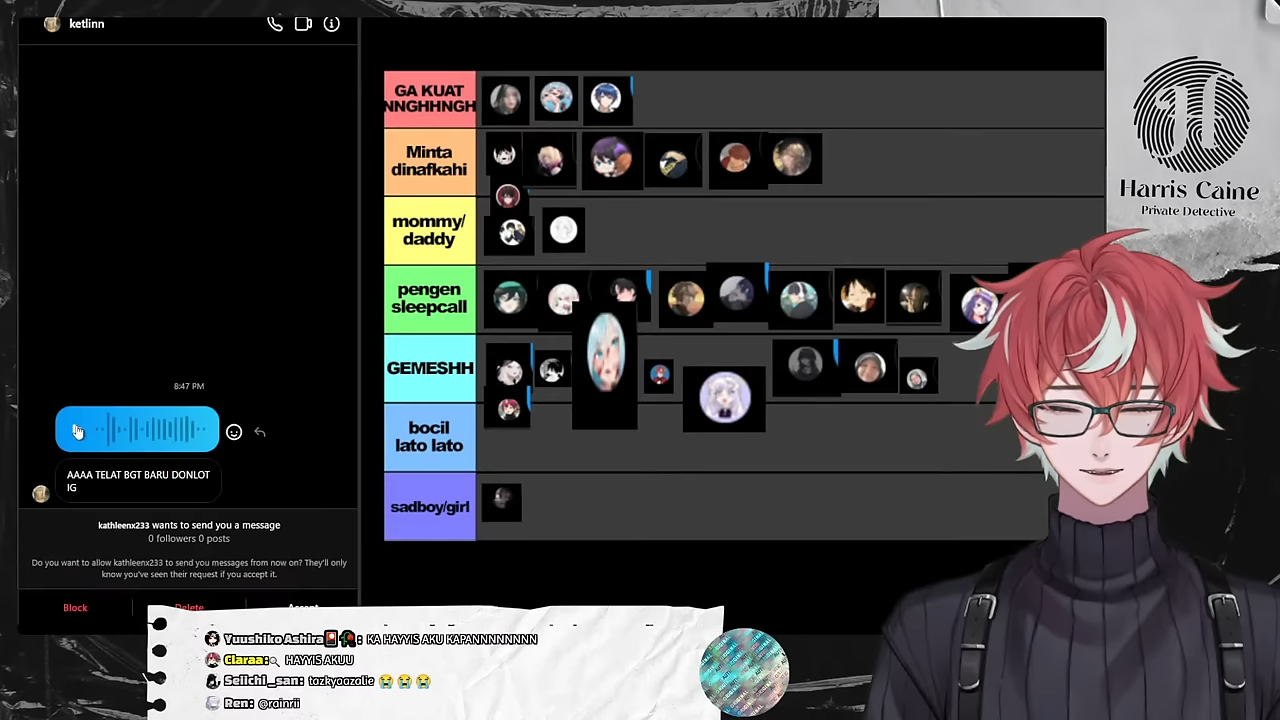 ketlinn
8:47 PM
AAAA TELAT BGT BARU DONLOT
IG
kathleenx233 wants to send you a message
0 followers 0 posts
Do you want to allow kathleenx233 to send you messages from now on? They'll only
know you've seen their request if you accept it.
Block
Delete
Accept
GA KUAT
NNGHHNGH
Minta
dinafkahi
mommy/
daddy
pengen
sleepcall
GEMESHH
bocil
lato lato
sadboy/girl
Harris Caine
Private Detective
Yuushiko Ashira: KA HAYYIS AKU KAPANNNNNNNN
Claraa: HAYYIS AKUU
SeiIchi_san: tazkyaazalie 😭 😭 😭
Ren: @rainrii